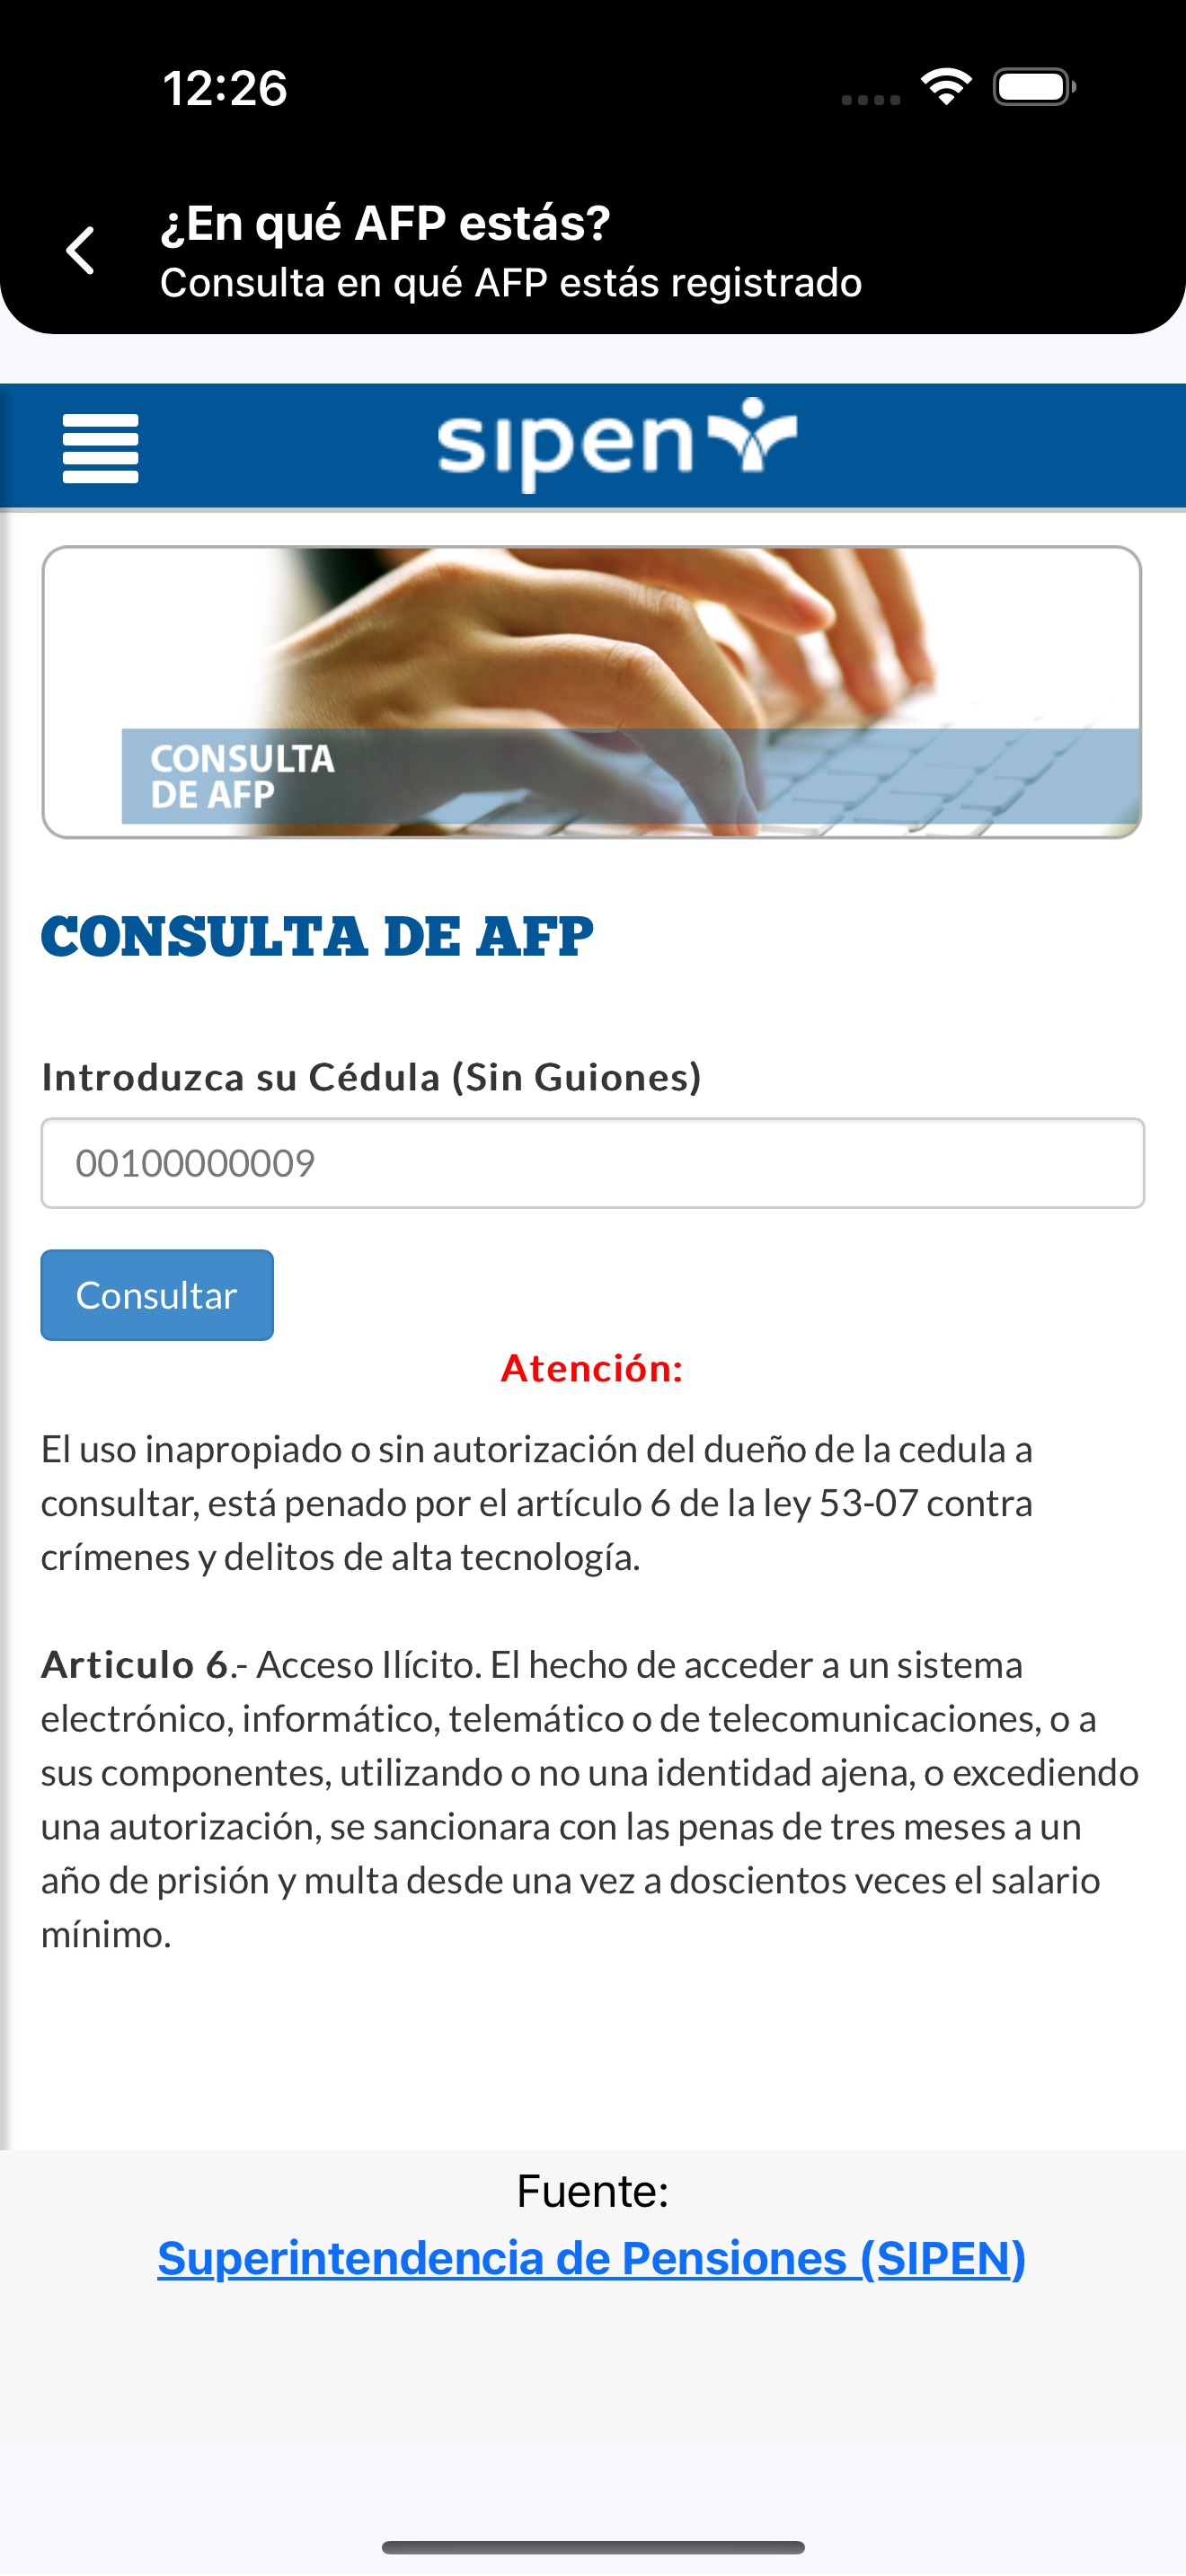 12:26
¿En qué AFP estás?
Consulta en qué AFP estás registrado
sipen
CONSULTA
DE AFP
CONSULTA DE AFP
Introduzca su Cédula (Sin Guiones)
00100000009
Consultar
Atención:
El uso inapropiado o sin autorización del dueño de la cedula a
consultar, está penado por el artículo 6 de la ley 53-07 contra
crímenes y delitos de alta tecnología.
Articulo 6.- Acceso Ilícito. El hecho de acceder a un sistema
electrónico, informático, telemático o de telecomunicaciones, o a
sus componentes, utilizando o no una identidad ajena, o excediendo
una autorización, se sancionara con las penas de tres meses a un
año de prisión y multa desde una vez a doscientos veces el salario
mínimo.
Fuente:
Superintendencia de Pensiones (SIPEN)